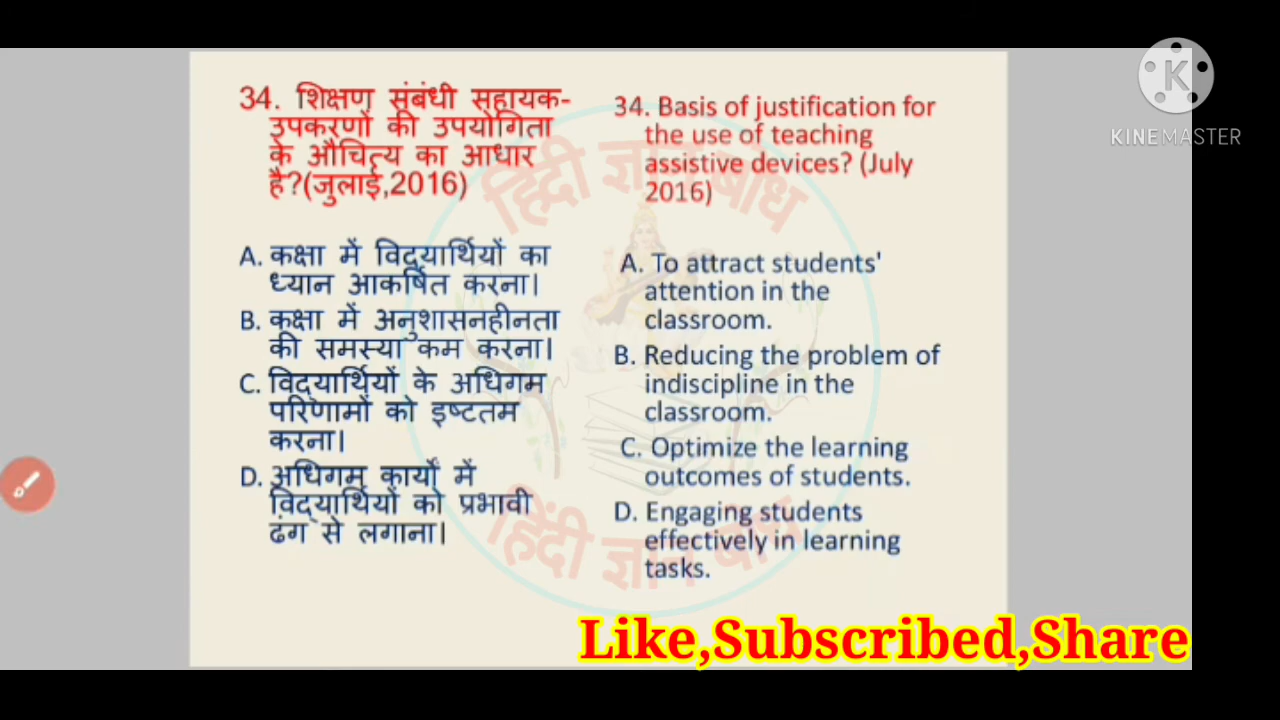 34. शिक्षण संबंधी सहायक-
उपकरणों की उपयोगिता
के औचित्य का आधार
है?(जुलाई,2016)
A. कक्षा में विद्यार्थियों का
ध्यान आकर्षित करना।
B. कक्षा में अनुशासनहीनता
की समस्या कम करना।
C. विद्यार्थियों के अधिगम
परिणामों को इष्टतम
करना।
D. अधिगम कार्यों में
विद्यार्थियों को प्रभावी
ढंग से लगाना।
34. Basis of justification for
the use of teaching
assistive devices? (July
2016)
A. To attract students'
attention in the
classroom.
B. Reducing the problem of
indiscipline in the
classroom.
C. Optimize the learning
outcomes of students.
D. Engaging students
effectively in learning
tasks.
हिंदी ज्ञान बोध
हिंदी ज्ञान बोध
K
KINEMASTER
Like,Subscribed,Share